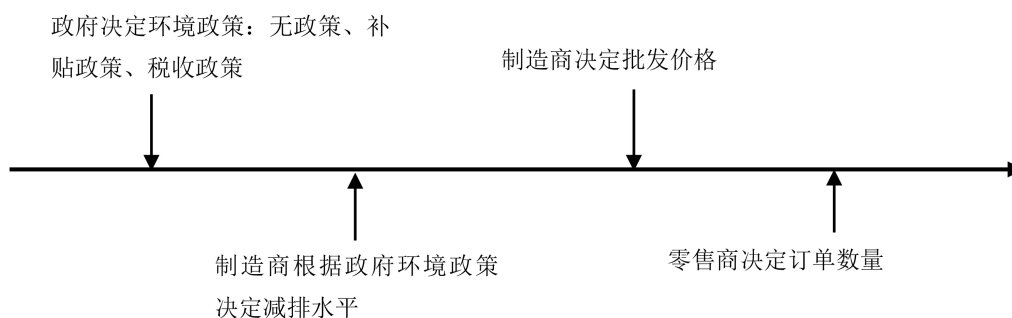 政府决定环境政策：无政策、补
贴政策、税收政策
制造商决定批发价格
制造商根据政府环境政策
决定减排水平
零售商决定订单数量